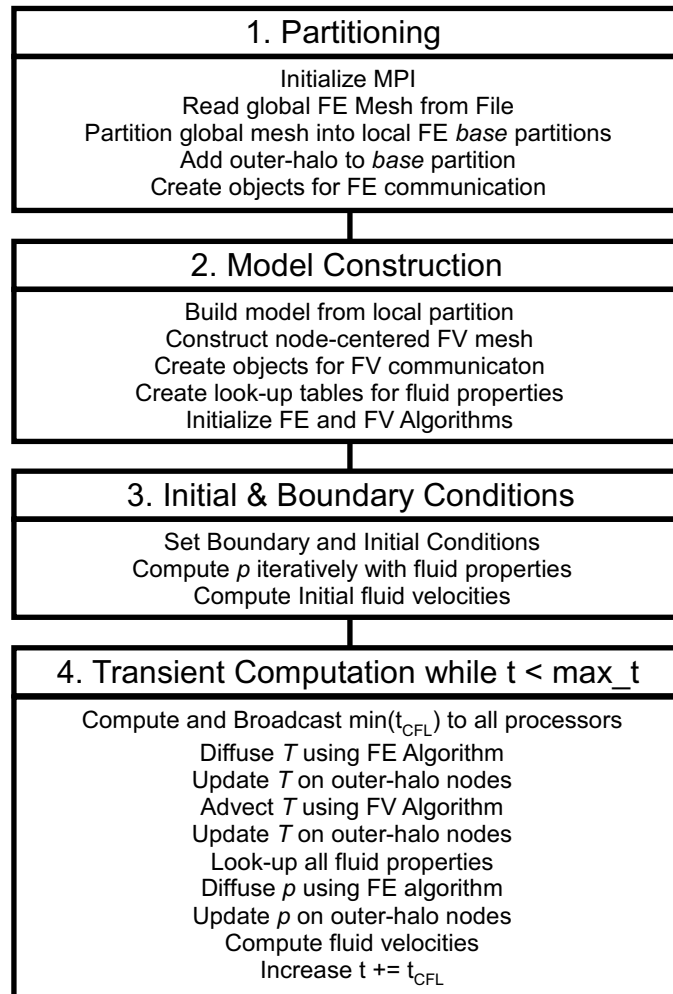 1. Partitioning
Initialize MPI
Read global FE Mesh from File
Partition global mesh into local FE base partitions
Add outer-halo to base partition
Create objects for FE communication
2. Model Construction
Build model from local partition
Construct node-centered FV mesh
Create objects for FV communicaton
Create look-up tables for fluid properties
Initialize FE and FV Algorithms
3. Initial & Boundary Conditions
Set Boundary and Initial Conditions
Compute p iteratively with fluid properties
Compute Initial fluid velocities
4. Transient Computation while t < max_t
Compute and Broadcast min(t_CFL) to all processors
Diffuse T using FE Algorithm
Update T on outer-halo nodes
Advect T using FV Algorithm
Update T on outer-halo nodes
Look-up all fluid properties
Diffuse p using FE algorithm
Update p on outer-halo nodes
Compute fluid velocities
Increase t += t_CFL